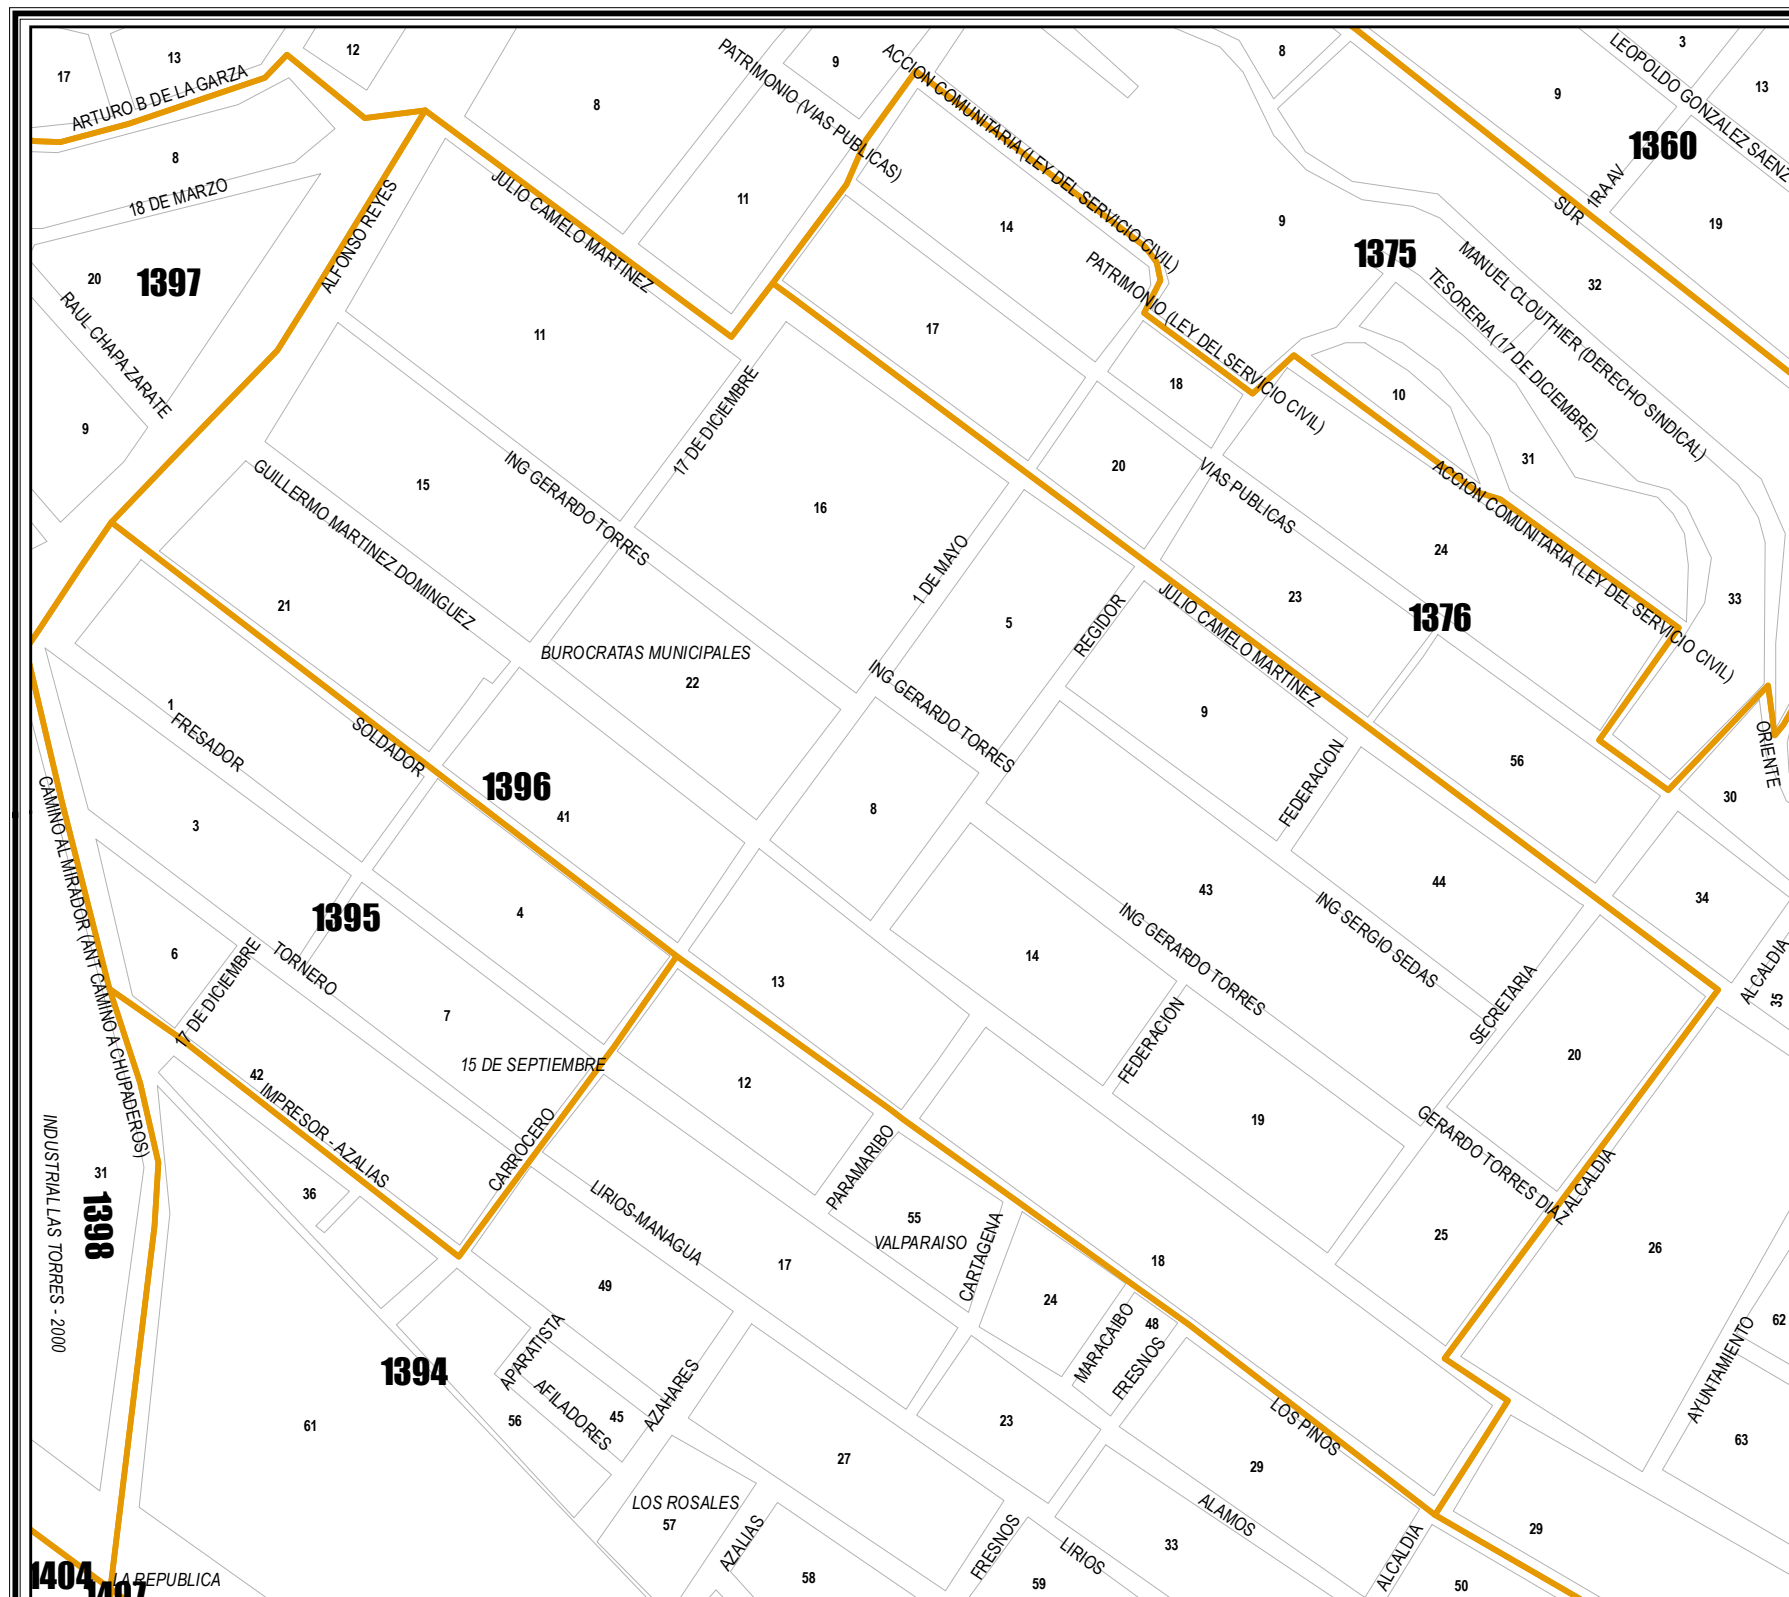 3
12
8
13
9
LEOPOLDO GONZALEZ SAENZ
17
ACCION COMUNITARIA (LEY DEL SERVICIO CIVIL)
PATRIMONIO (VIAS PUBLICAS)
13
9
ARTURO B DE LA GARZA
8
1360
8
18 DE MARZO
1RA AV
11
SUR
JULIO CAMELO MARTINEZ
ALFONSO REYES
14
9
19
1375
20
1397
MANUEL CLOUTHIER (DERECHO SINDICAL)
32
PATRIMONIO (LEY DEL SERVICIO CIVIL)
TESORERIA (17 DE DICIEMBRE)
RAUL CHAPA ZARATE
11
17
18
10
17 DE DICIEMBRE
9
ING GERARDO TORRES
15
GUILLERMO MARTINEZ DOMINGUEZ
20
31
VIAS PUBLICAS
ACCION COMUNITARIA (LEY DEL SERVICIO CIVIL)
16
24
1 DE MAYO
21
23
33
5
REGIDOR
JULIO CAMELO MARTINEZ
1376
BUROCRATAS MUNICIPALES
22
1
FRESADOR
SOLDADOR
ING GERARDO TORRES
9
FEDERACION
56
ORIENTE
1396
30
CAMINO AL MIRADOR (ANT CAMINO A CHUPADEROS)
3
41
8
44
43
34
ING SERGIO SEDAS
1395
4
ING GERARDO TORRES
6
17 DE DICIEMBRE
TORNERO
14
13
SECRETARIA
ALCALDIA
35
7
FEDERACION
15 DE SEPTIEMBRE
20
42
12
IMPRESOR - AZALIAS
CARROCERO
19
GERARDO TORRES DIAZ
INDUSTRIAL LAS TORRES - 2000
31
1398
36
PARAMARIBO
ALCALDIA
LIRIOS-MANAGUA
55
VALPARAISO
CARTAGENA
25
26
17
18
49
24
MARACAIBO
48
FRESNOS
62
APARATISTA
1394
AZAHARES
AYUNTAMIENTO
AFILADORES
45
56
61
23
LOS PINOS
63
27
29
LOS ROSALES
57
ALAMOS
29
AZALIAS
FRESNOS
LIRIOS
33
ALCALDIA
1404
LA REPUBLICA
1407
58
59
50